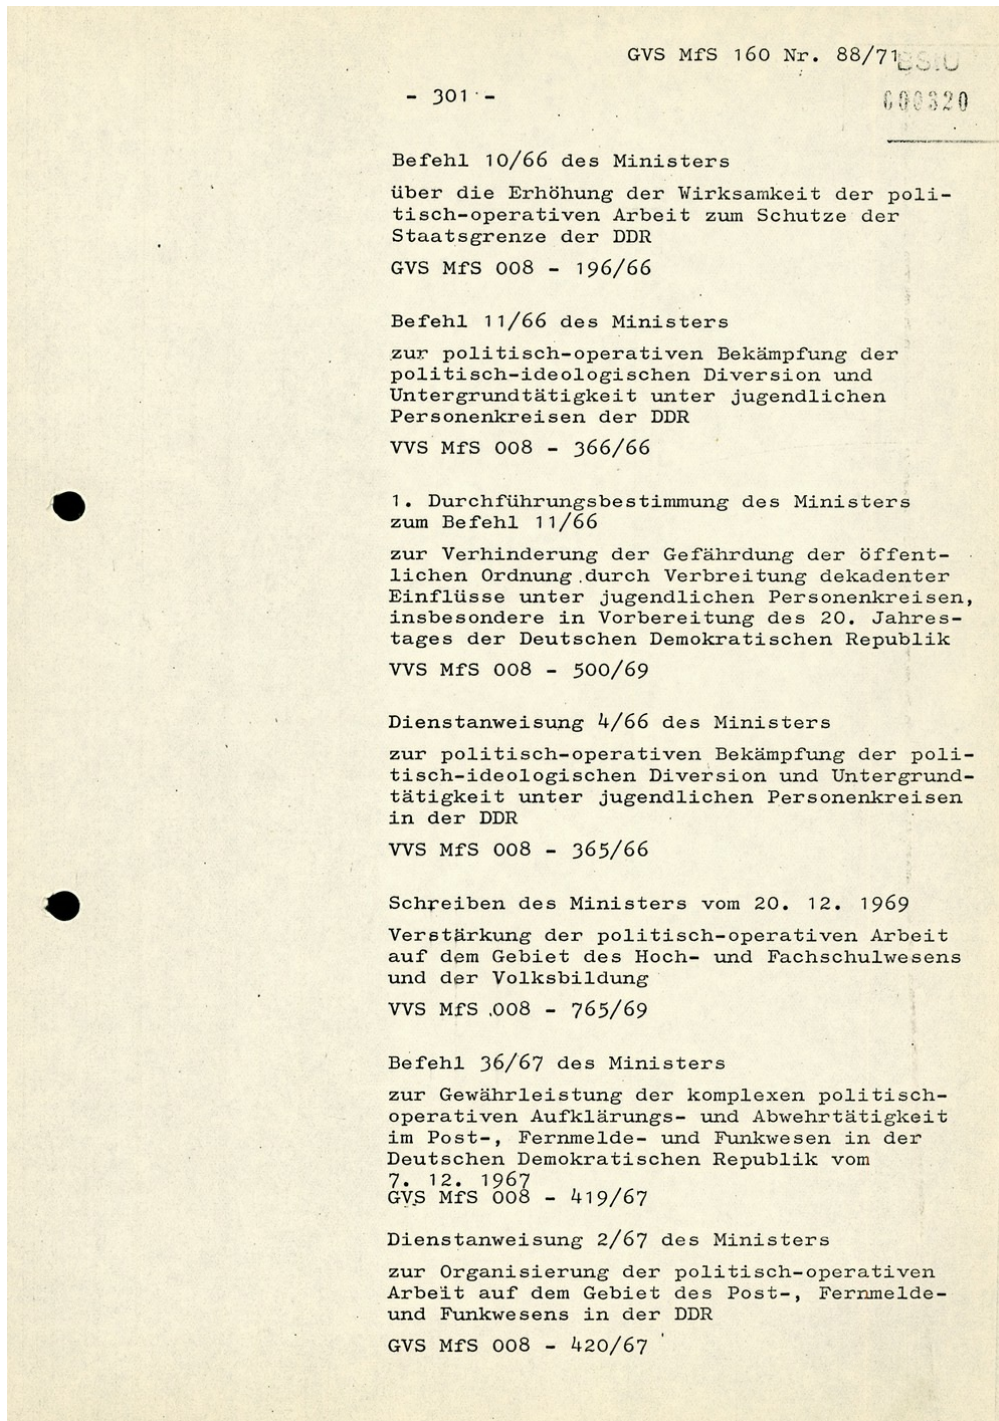 GVS MfS 160 Nr. 88/71
BStU
- 301 -
000320
Befehl 10/66 des Ministers
über die Erhöhung der Wirksamkeit der poli-
tisch-operativen Arbeit zum Schutze der
Staatsgrenze der DDR
GVS MfS 008 - 196/66
Befehl 11/66 des Ministers
zur politisch-operativen Bekämpfung der
politisch-ideologischen Diversion und
Untergrundtätigkeit unter jugendlichen
Personenkreisen der DDR
VVS MfS 008 - 366/66
1. Durchführungsbestimmung des Ministers
zum Befehl 11/66
zur Verhinderung der Gefährdung der öffent-
lichen Ordnung durch Verbreitung dekadenter
Einflüsse unter jugendlichen Personenkreisen,
insbesondere in Vorbereitung des 20. Jahres-
tages der Deutschen Demokratischen Republik
VVS MfS 008 - 500/69
Dienstanweisung 4/66 des Ministers
zur politisch-operativen Bekämpfung der poli-
tisch-ideologischen Diversion und Untergrund-
tätigkeit unter jugendlichen Personenkreisen
in der DDR
VVS MfS 008 - 365/66
Schreiben des Ministers vom 20. 12. 1969
Verstärkung der politisch-operativen Arbeit
auf dem Gebiet des Hoch- und Fachschulwesens
und der Volksbildung
VVS MfS 008 - 765/69
Befehl 36/67 des Ministers
zur Gewährleistung der komplexen politisch-
operativen Aufklärungs- und Abwehrtätigkeit
im Post-, Fernmelde- und Funkwesen in der
Deutschen Demokratischen Republik vom
7. 12. 1967
GVS MfS 008 - 419/67
Dienstanweisung 2/67 des Ministers
zur Organisierung der politisch-operativen
Arbeit auf dem Gebiet des Post-, Fernmelde-
und Funkwesens in der DDR
GVS MfS 008 - 420/67